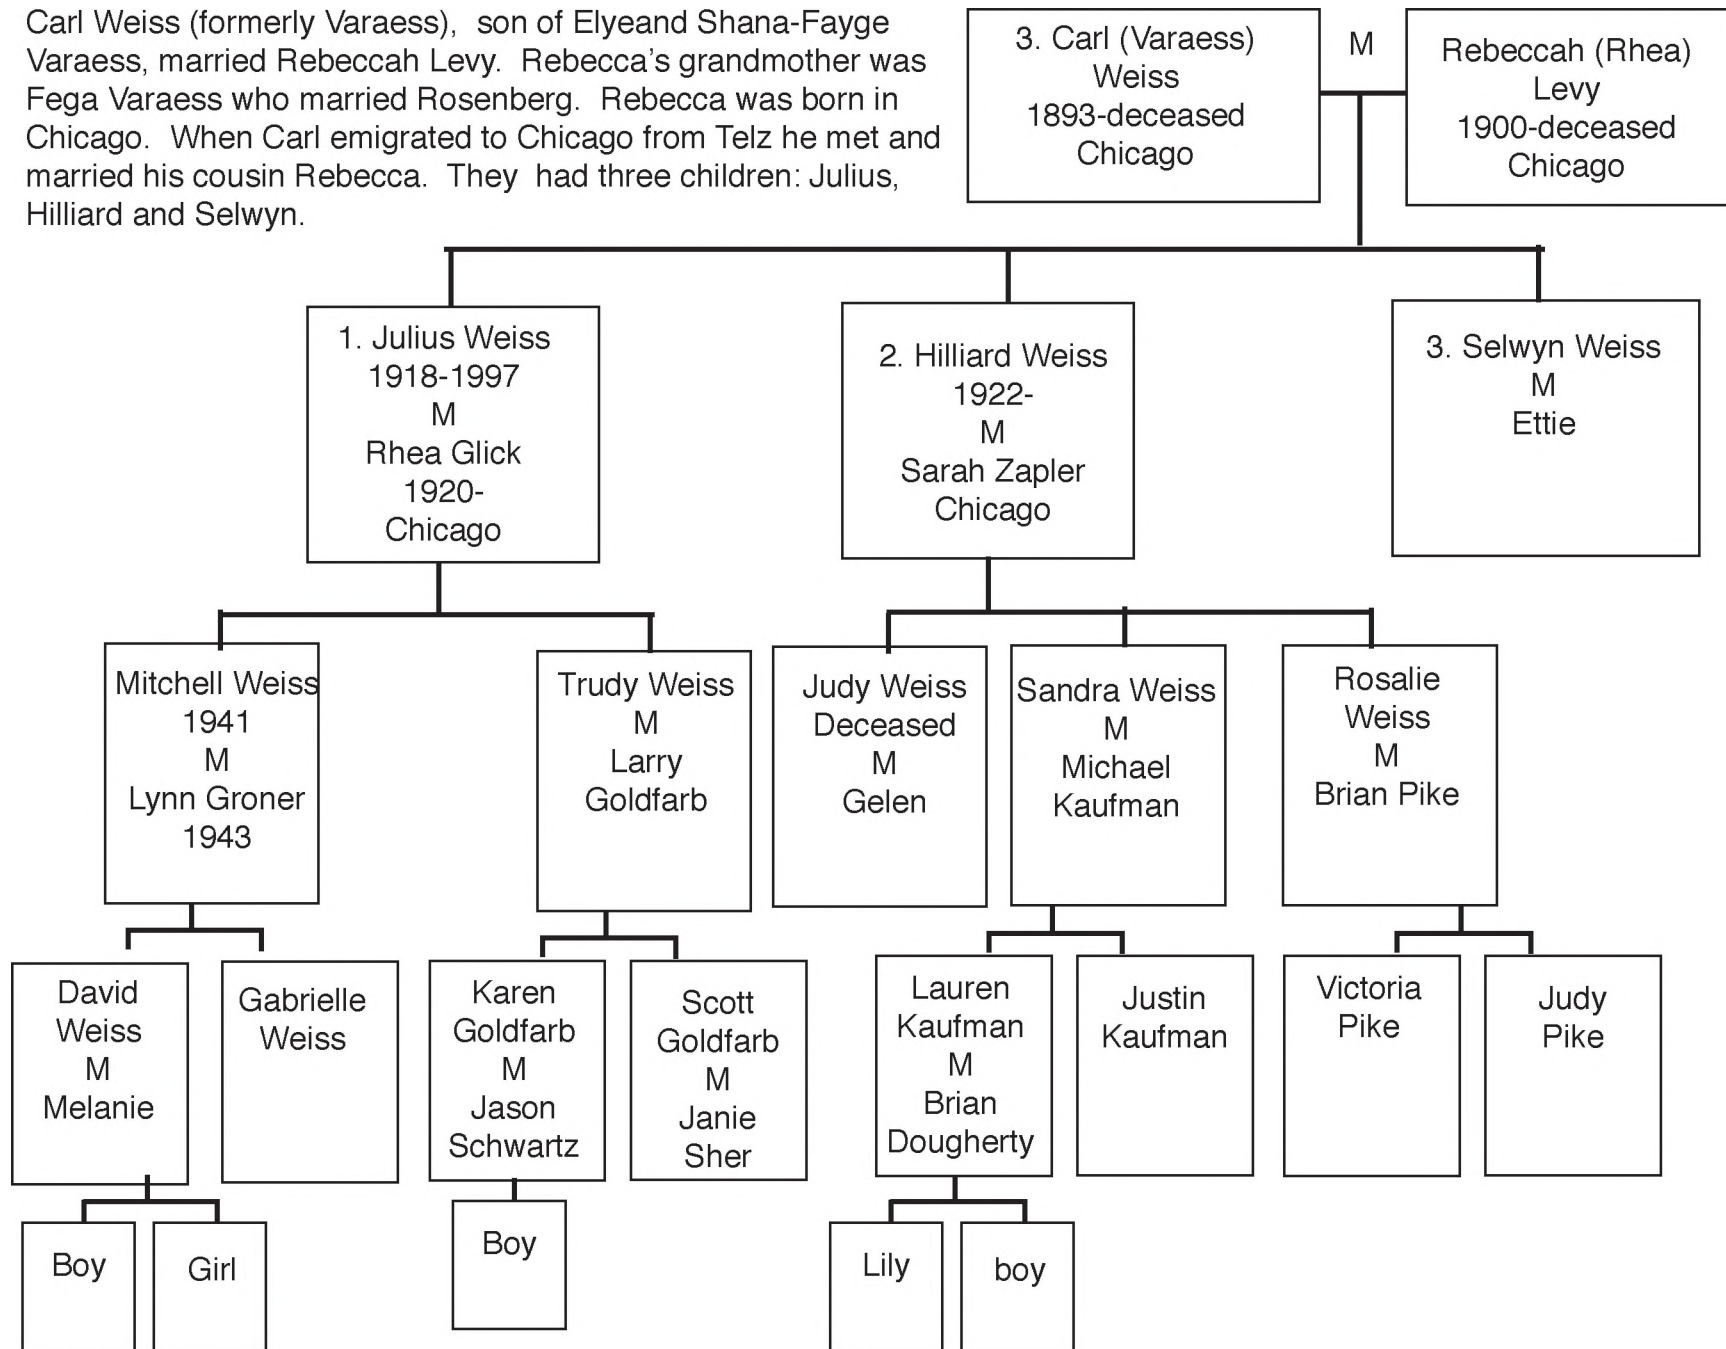 Carl Weiss (formerly Varaess),  son of Elyeand Shana-Fayge
Varaess, married Rebeccah Levy.  Rebecca’s grandmother was
Fega Varaess who married Rosenberg.  Rebecca was born in
Chicago.  When Carl emigrated to Chicago from Telz he met and
married his cousin Rebecca.  They  had three children: Julius,
Hilliard and Selwyn.
3. Carl (Varaess)
Weiss
1893-deceased
Chicago
M
Rebeccah (Rhea)
Levy
1900-deceased
Chicago
1. Julius Weiss
1918-1997
M
Rhea Glick
1920-
Chicago
2. Hilliard Weiss
1922-
M
Sarah Zapler
Chicago
3. Selwyn Weiss
M
Ettie
Mitchell Weiss
1941
M
Lynn Groner
1943
Trudy Weiss
M
Larry
Goldfarb
Judy Weiss
Deceased
M
Gelen
Sandra Weiss
M
Michael
Kaufman
Rosalie
Weiss
M
Brian Pike
David
Weiss
M
Melanie
Gabrielle
Weiss
Karen
Goldfarb
M
Jason
Schwartz
Scott
Goldfarb
M
Janie
Sher
Lauren
Kaufman
M
Brian
Dougherty
Justin
Kaufman
Victoria
Pike
Judy
Pike
Boy
Girl
Boy
Lily
boy